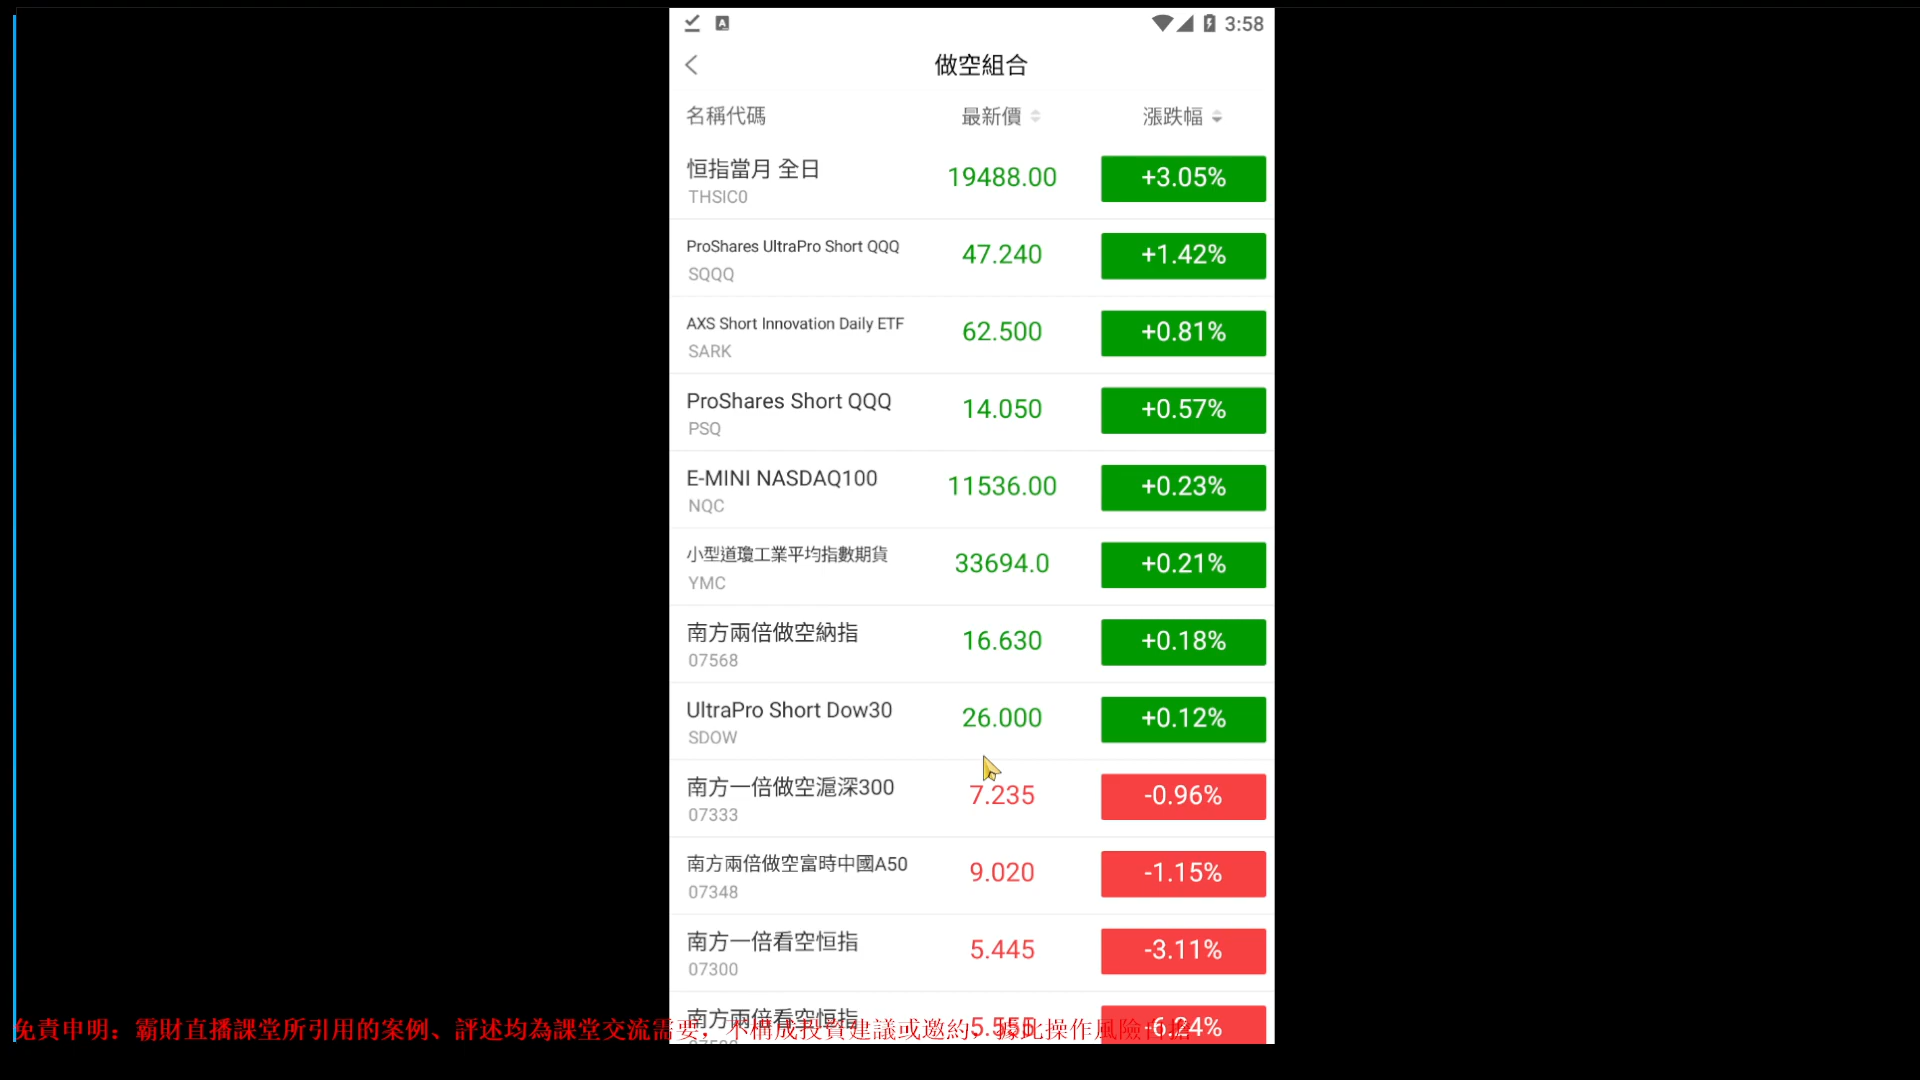 3:58
做空組合
名稱代碼 最新價 漲跌幅
恒指當月 全日 19488.00 +3.05%
THSIC0
ProShares UltraPro Short QQQ 47.240 +1.42%
SQQQ
AXS Short Innovation Daily ETF 62.500 +0.81%
SARK
ProShares Short QQQ 14.050 +0.57%
PSQ
E-MINI NASDAQ100 11536.00 +0.23%
NQC
小型道瓊工業平均指數期貨 33694.0 +0.21%
YMC
南方兩倍做空納指 16.630 +0.18%
07568
UltraPro Short Dow30 26.000 +0.12%
SDOW
南方一倍做空滬深300 7.235 -0.96%
07333
南方兩倍做空富時中國A50 9.020 -1.15%
07348
南方一倍看空恒指 5.445 -3.11%
07300
南方兩倍看空恒指 5.555 -6.24%
免責申明：霸財直播課堂所引用的案例、評述均為課堂交流需要，不構成投資建議或邀約，據此操作風險自擔